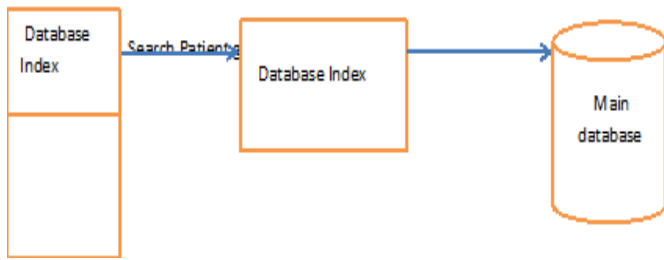 Database
Index
Search Patient
Database Index
Main
database